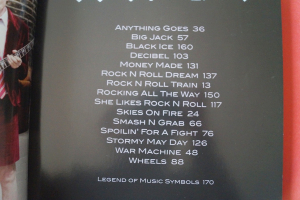 ANYTHING GOES 36
BIG JACK 57
BLACK ICE 160
DECIBEL 103
MONEY MADE 131
ROCK N ROLL DREAM 137
ROCK N ROLL TRAIN 13
ROCKING ALL THE WAY 150
SHE LIKES ROCK N ROLL 117
SKIES ON FIRE 24
SMASH N GRAB 66
SPOILIN' FOR A FIGHT 76
STORMY MAY DAY 126
WAR MACHINE 48
WHEELS 88
LEGEND OF MUSIC SYMBOLS 170